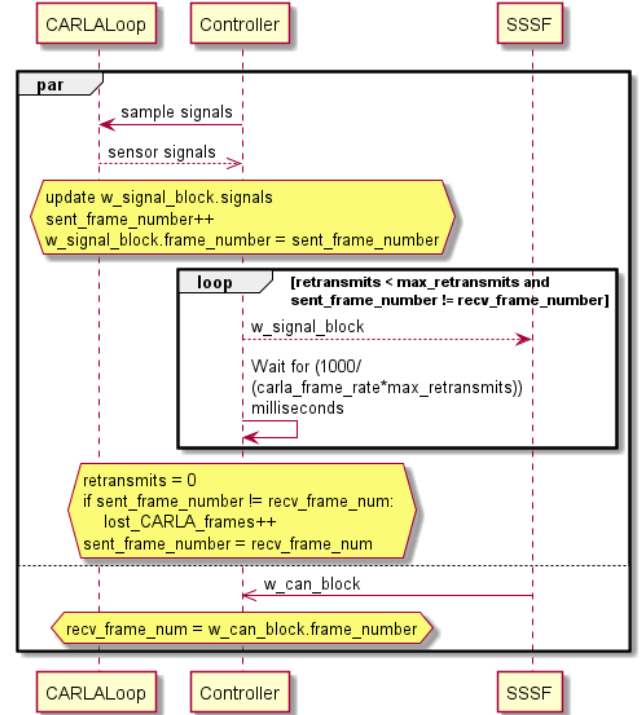 CARLALoop Controller SSSF
par
sample signals
sensor signals
update w_signal_block.signals
sent_frame_number++
w_signal_block.frame_number = sent_frame_number
loop [retransmits < max_retransmits and
sent_frame_number != recv_frame_number]
w_signal_block
Wait for (1000/
(carla_frame_rate*max_retransmits))
milliseconds
retransmits = 0
if sent_frame_number != recv_frame_num:
lost_CARLA_frames++
sent_frame_number = recv_frame_num
w_can_block
recv_frame_num = w_can_block.frame_number
CARLALoop Controller SSSF